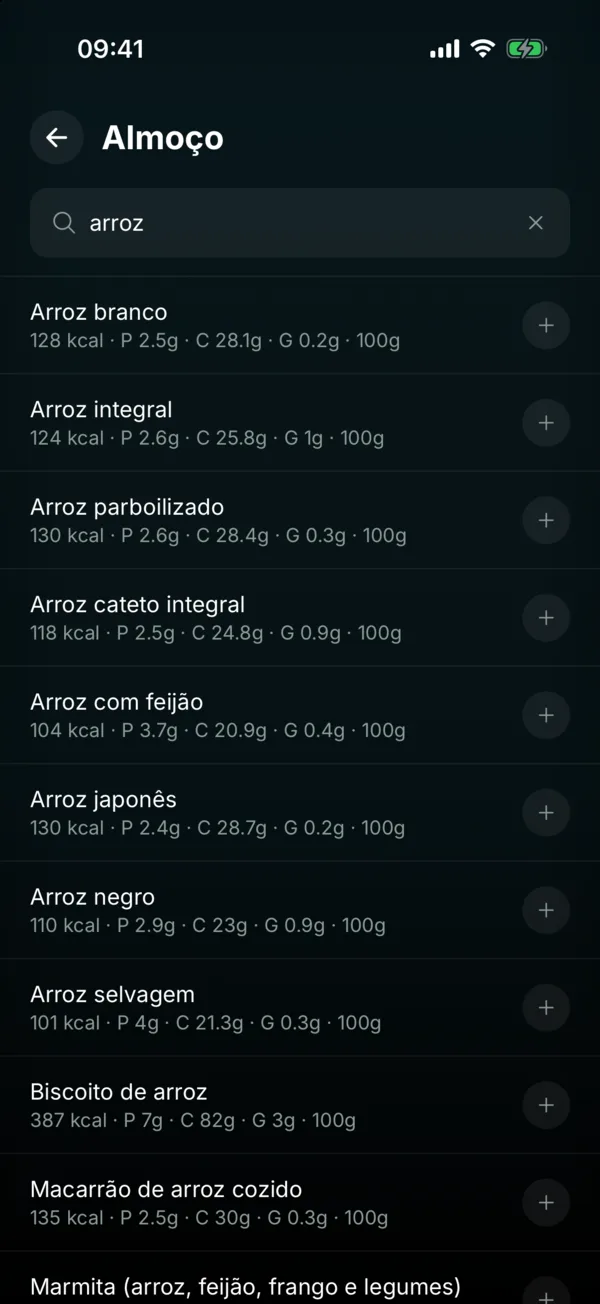 09:41
Almoço
arroz
Arroz branco
128 kcal · P 2.5g · C 28.1g · G 0.2g · 100g
Arroz integral
124 kcal · P 2.6g · C 25.8g · G 1g · 100g
Arroz parboilizado
130 kcal · P 2.6g · C 28.4g · G 0.3g · 100g
Arroz cateto integral
118 kcal · P 2.5g · C 24.8g · G 0.9g · 100g
Arroz com feijão
104 kcal · P 3.7g · C 20.9g · G 0.4g · 100g
Arroz japonês
130 kcal · P 2.4g · C 28.7g · G 0.2g · 100g
Arroz negro
110 kcal · P 2.9g · C 23g · G 0.9g · 100g
Arroz selvagem
101 kcal · P 4g · C 21.3g · G 0.3g · 100g
Biscoito de arroz
387 kcal · P 7g · C 82g · G 3g · 100g
Macarrão de arroz cozido
135 kcal · P 2.5g · C 30g · G 0.3g · 100g
Marmita (arroz, feijão, frango e legumes)